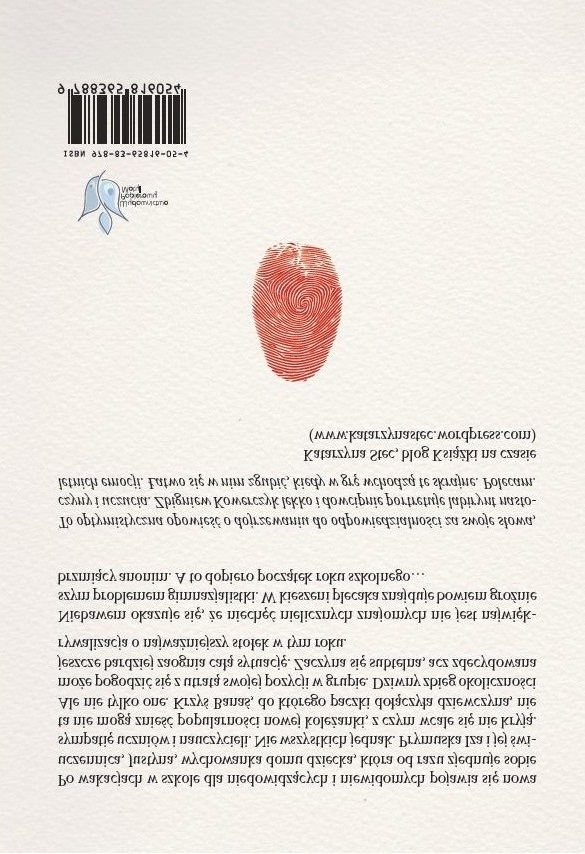 Po wakacjach w szkole dla niedowidzących i niewidomych pojawia się nowa
uczennica, Justyna, wychowanka domu dziecka, która od razu zjednuje sobie
sympatię uczniów i nauczycieli. Nie wszystkich jednak. Prymuska Iza i jej świ-
ta nie mogą znieść popularności nowej koleżanki, z czym wcale się nie kryją.
Ale nie tylko one. Krzyś Banaś, do którego paczki dołączyła dziewczyna, nie
może pogodzić się z utratą swojej pozycji w grupie. Dziwny zbieg okoliczności
jeszcze bardziej zaognia całą sytuację. Zaczyna się subtelna, acz zdecydowana
rywalizacja o najważniejszy stołek w tym roku.
Niebawem okazuje się, że niechęć nielicznych znajomych nie jest najwięk-
szym problemem gimnazjalistki. W kieszeni plecaka znajduje bowiem groźnie
brzmiący anonim. A to dopiero początek roku szkolnego...
To optymistyczna opowieść o dojrzewaniu do odpowiedzialności za swoje słowa,
czyny i uczucia. Zbigniew Kowerczyk lekko i dowcipnie portretuje labirynt nasto-
letnich emocji. Łatwo się w nim zgubić, kiedy w grę wchodzą te skrajne. Polecam.
Katarzyna Stec, blog Książki na czasie
(www.katarzynastec.wordpress.com)
ISBN 978-83-65816-05-4
9 788365 816054